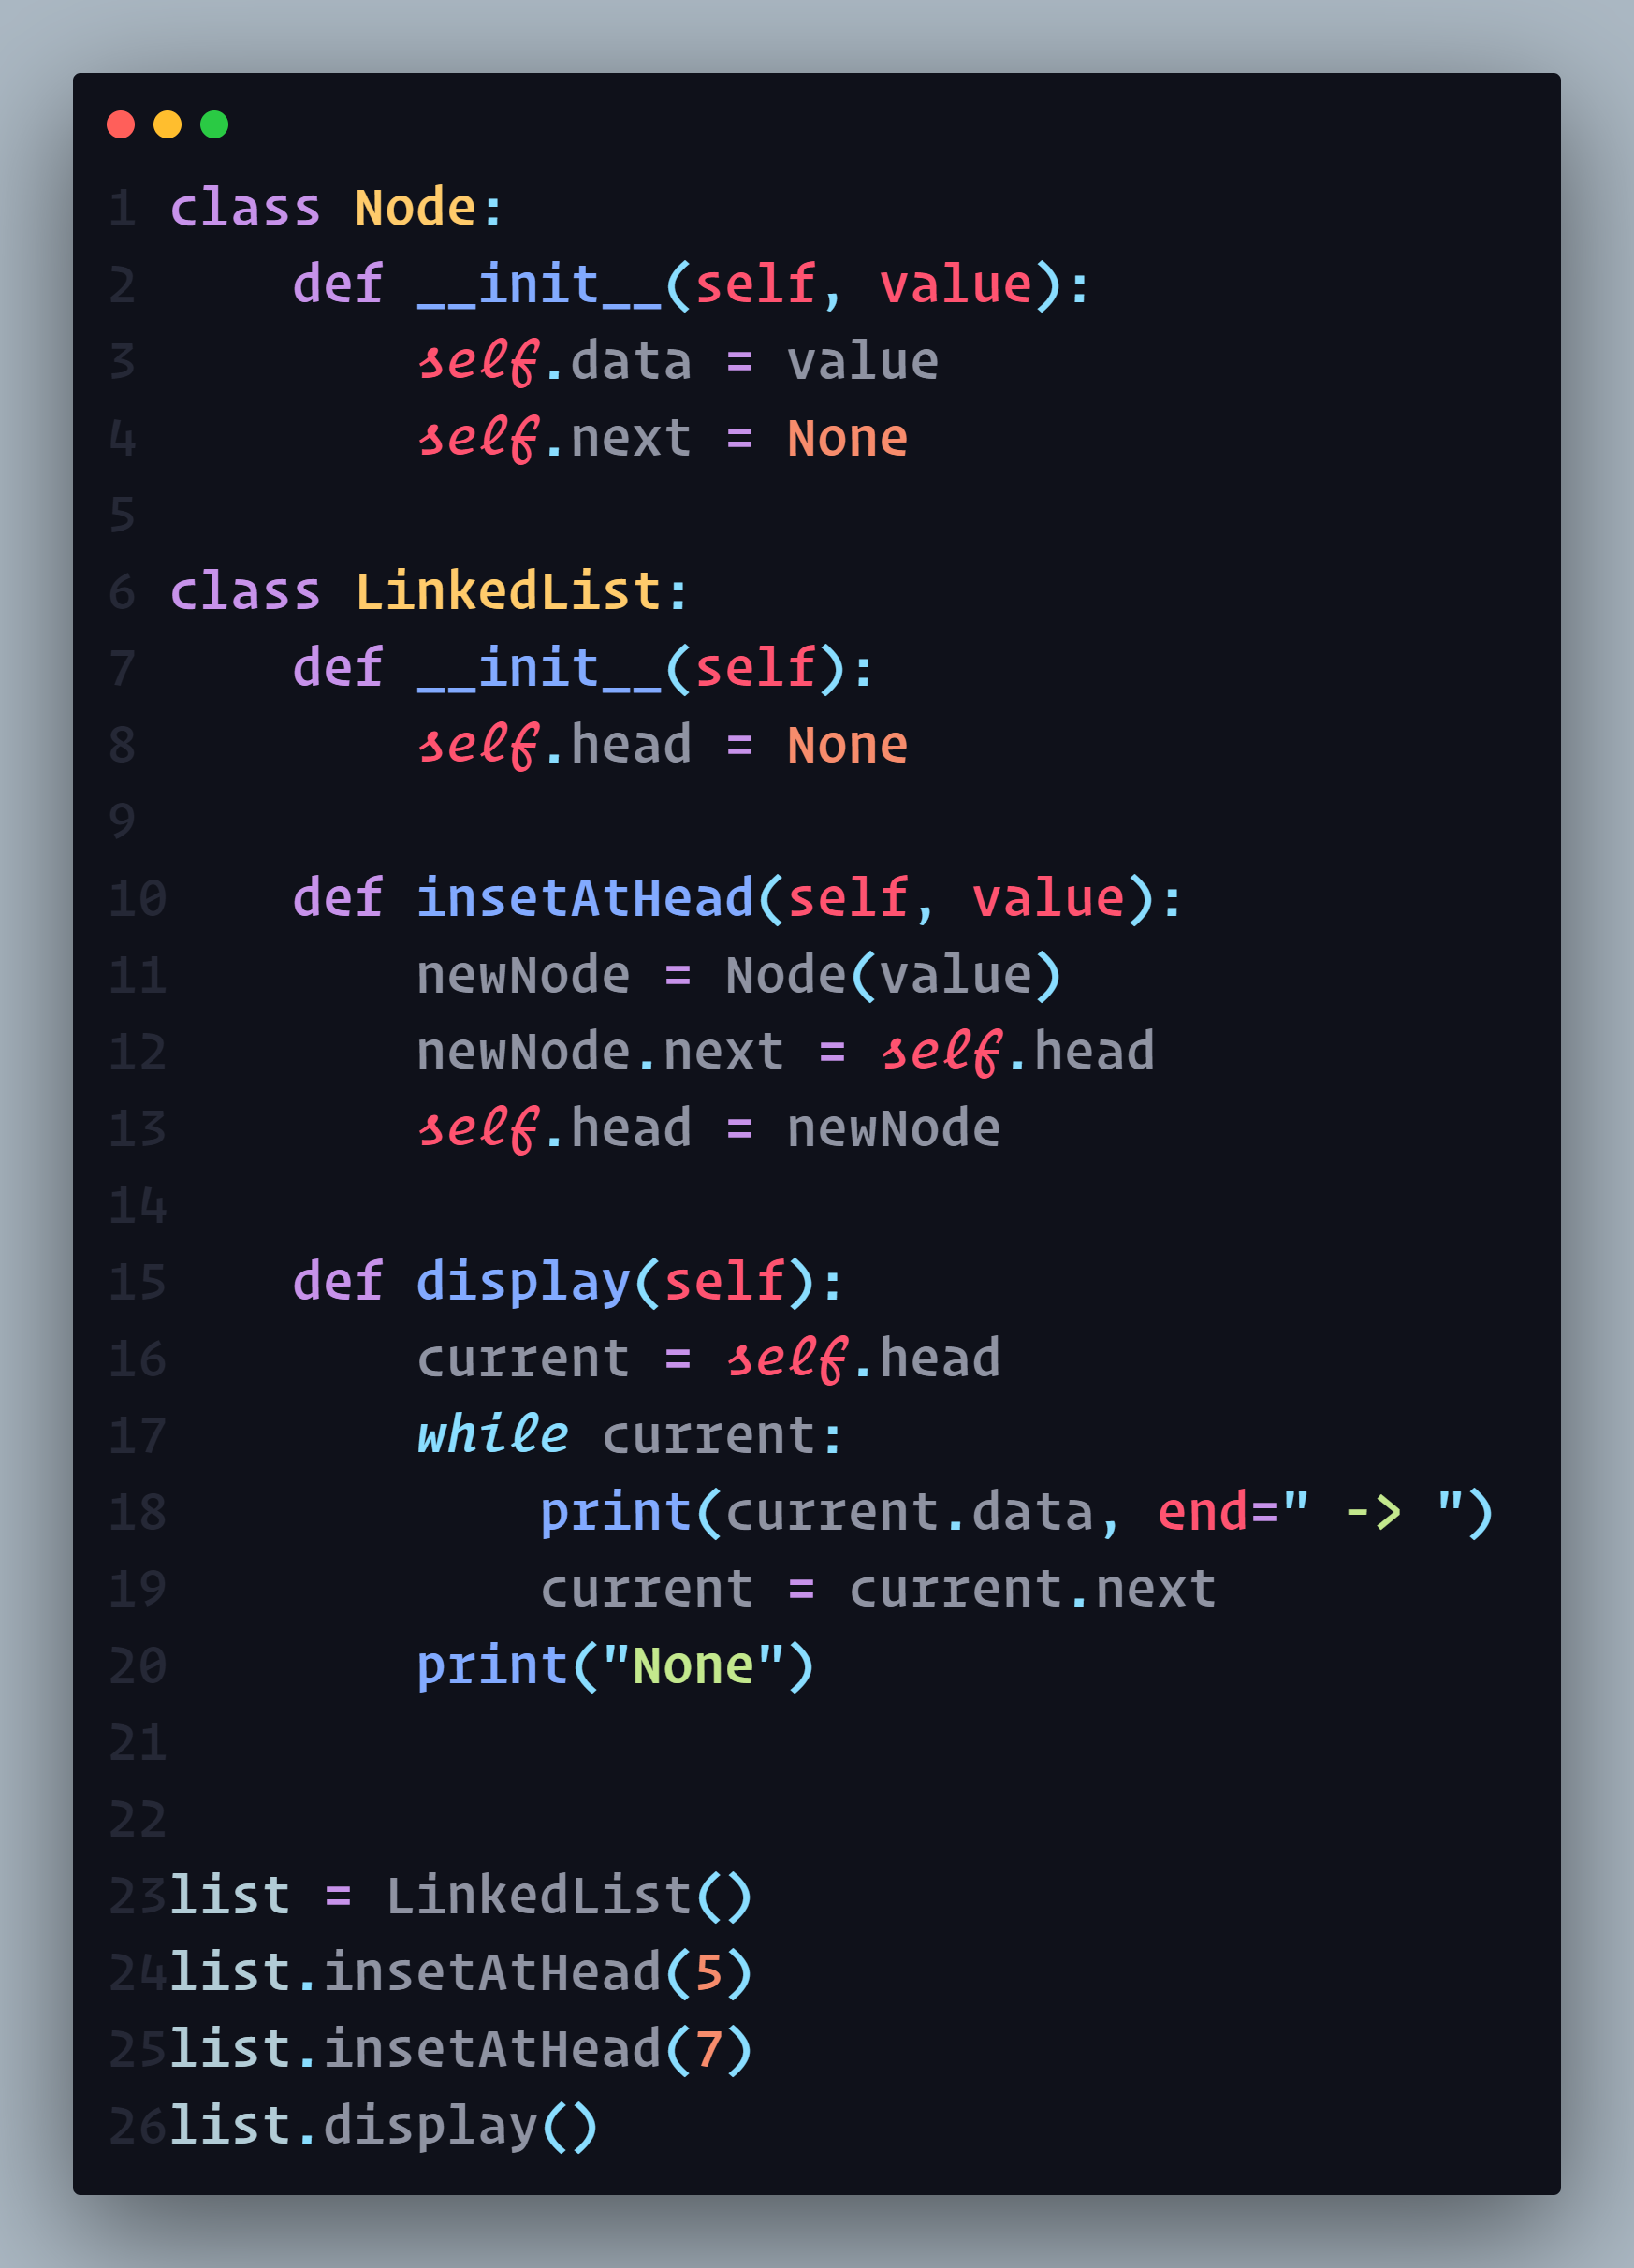 1 class Node:
2     def __init__(self, value):
3         self.data = value
4         self.next = None
5
6 class LinkedList:
7     def __init__(self):
8         self.head = None
9
10    def insetAtHead(self, value):
11        newNode = Node(value)
12        newNode.next = self.head
13        self.head = newNode
14
15    def display(self):
16        current = self.head
17        while current:
18            print(current.data, end=" -> ")
19            current = current.next
20        print("None")
21
22
23list = LinkedList()
24list.insetAtHead(5)
25list.insetAtHead(7)
26list.display()